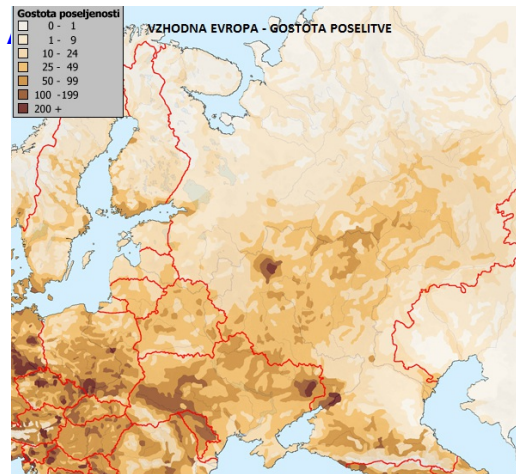 VZHODNA EVROPA - GOSTOTA POSELITVE
Gostota poseljenosti
0 - 1
1 - 9
10 - 24
25 - 49
50 - 99
100 -199
200 +